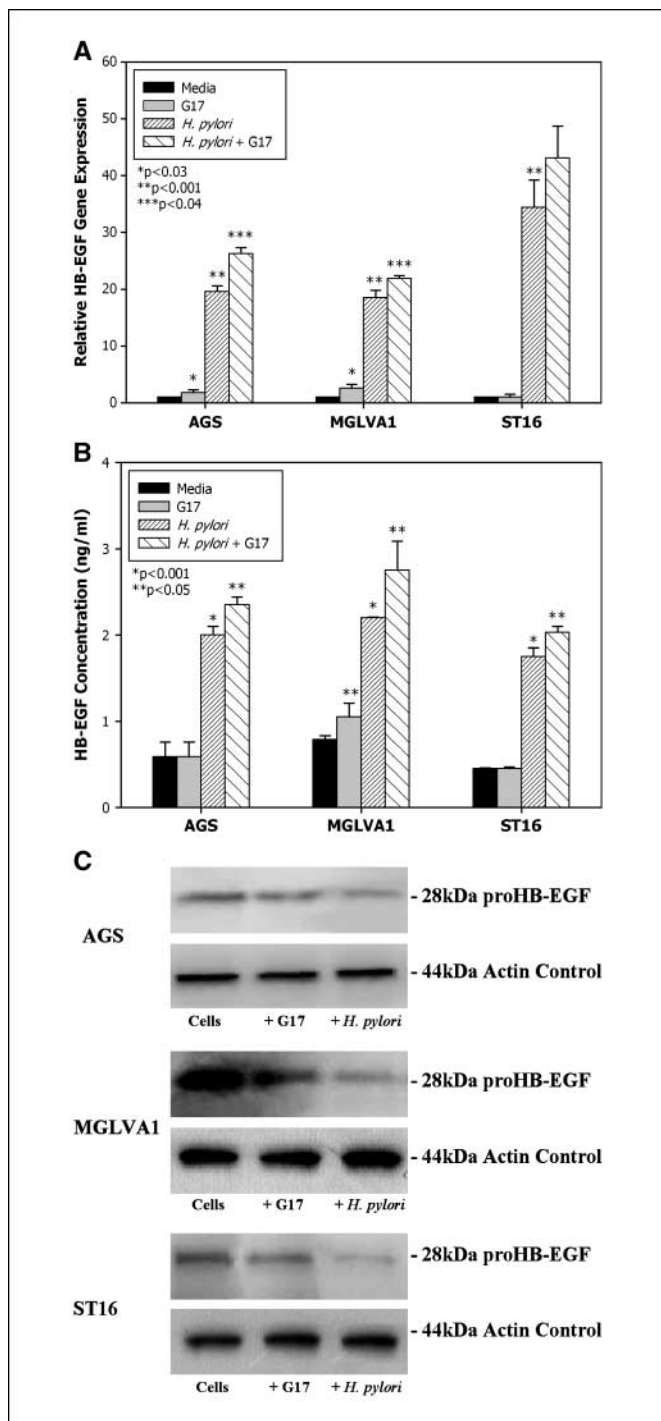 A
60
50
40
30
20
10
0
Relative HB-EGF Gene Expression
Media
G17
H. pylori
H. pylori + G17
*p<0.03
**p<0.001
***p<0.04
*
**
***
*
**
***
**
AGS
MGLVA1
ST16
B
4
3
2
1
0
HB-EGF Concentration (ng/ml)
Media
G17
H. pylori
H. pylori + G17
*p<0.001
**p<0.05
*
**
**
*
**
*
**
AGS
MGLVA1
ST16
C
AGS
- 28kDa proHB-EGF
- 44kDa Actin Control
Cells + G17 + H. pylori
MGLVA1
- 28kDa proHB-EGF
- 44kDa Actin Control
Cells + G17 + H. pylori
ST16
- 28kDa proHB-EGF
- 44kDa Actin Control
Cells + G17 + H. pylori